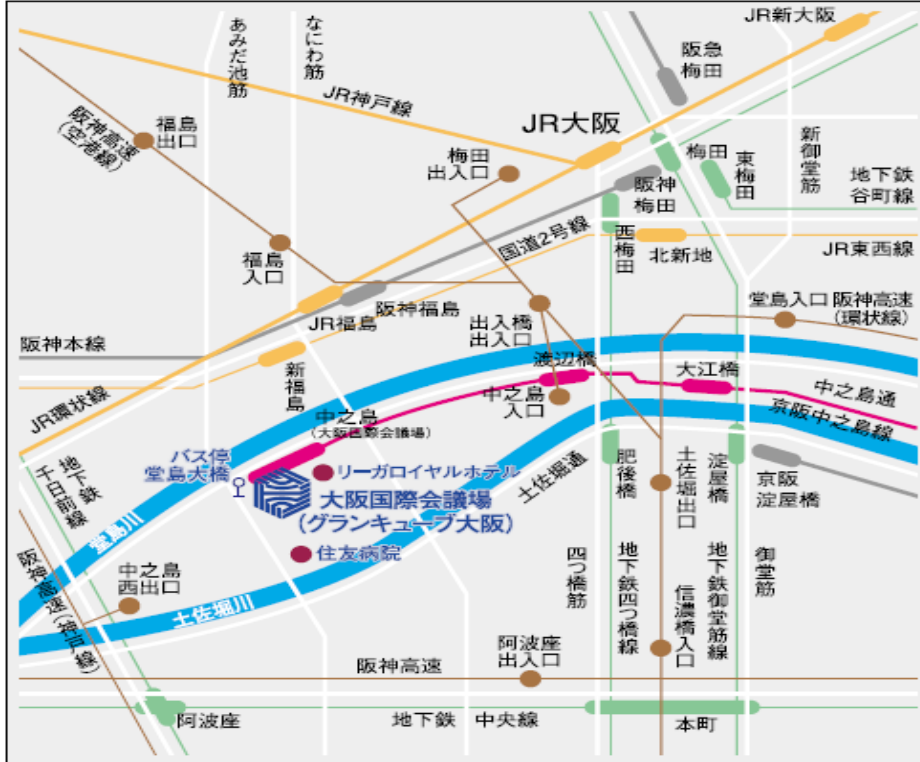 JR新大阪
阪急
梅田
あみだ池筋
なにわ筋
JR神戸線
JR大阪
阪神高速
(空港線)
福島
出口
梅田
出入口
梅田
東梅田
新御堂筋
地下鉄
谷町線
阪神
梅田
国道2号線
西梅田
北新地
JR東西線
福島
入口
JR福島
阪神福島
出入橋
出入口
堂島入口
阪神高速
(環状線)
阪神本線
新福島
渡辺橋
大江橋
中之島
入口
中之島通
京阪中之島線
JR環状線
中之島
(大阪国際会議場)
バス停
堂島大橋
リーガロイヤルホテル
大阪国際会議場
(グランキューブ大阪)
住友病院
土佐堀通
肥後橋
土佐堀出口
淀屋橋
京阪
淀屋橋
地下鉄
千日前線
堂島川
土佐堀川
阪神高速(神戸線)
中之島
西出口
四つ橋筋
地下鉄四つ橋線
信濃橋入口
地下鉄御堂筋線
御堂筋
阪神高速
阿波座
出入口
阿波座
地下鉄 中央線
本町